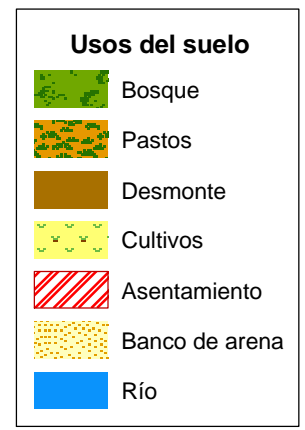 Usos del suelo
Bosque
Pastos
Desmonte
Cultivos
Asentamiento
Banco de arena
Río